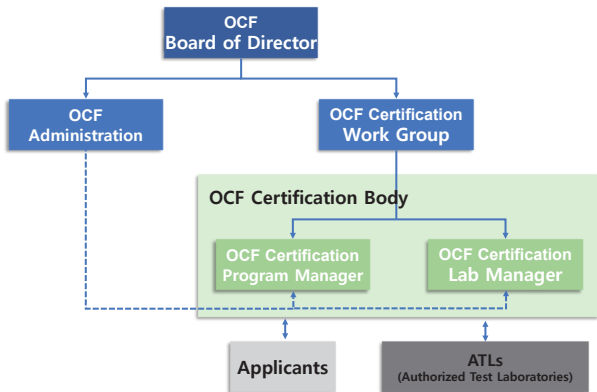 OCF
Board of Director
OCF
Administration
OCF Certification
Work Group
OCF Certification Body
OCF Certification
Program Manager
OCF Certification
Lab Manager
Applicants
ATLs
(Authorized Test Laboratories)